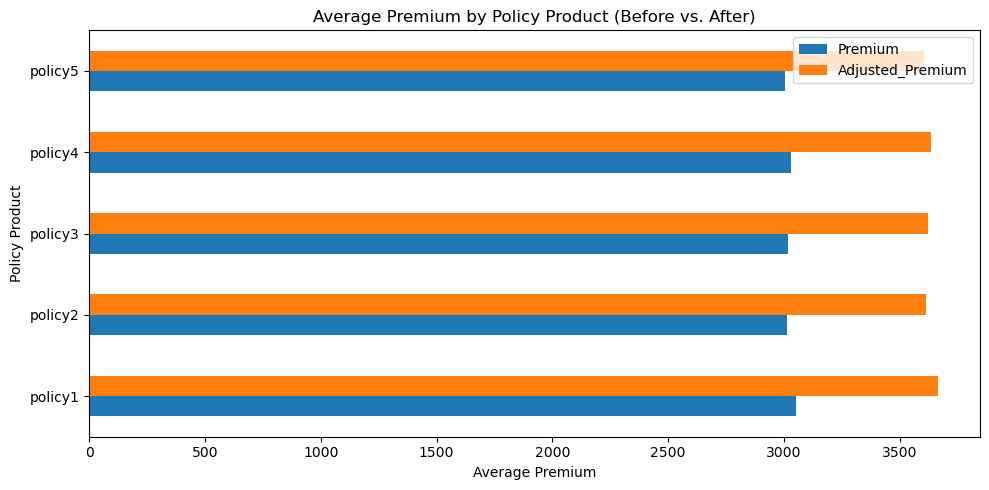 Average Premium by Policy Product (Before vs. After)
Premium
Adjusted_Premium
policy5
policy4
policy3
policy2
policy1
Policy Product
0 500 1000 1500 2000 2500 3000 3500
Average Premium